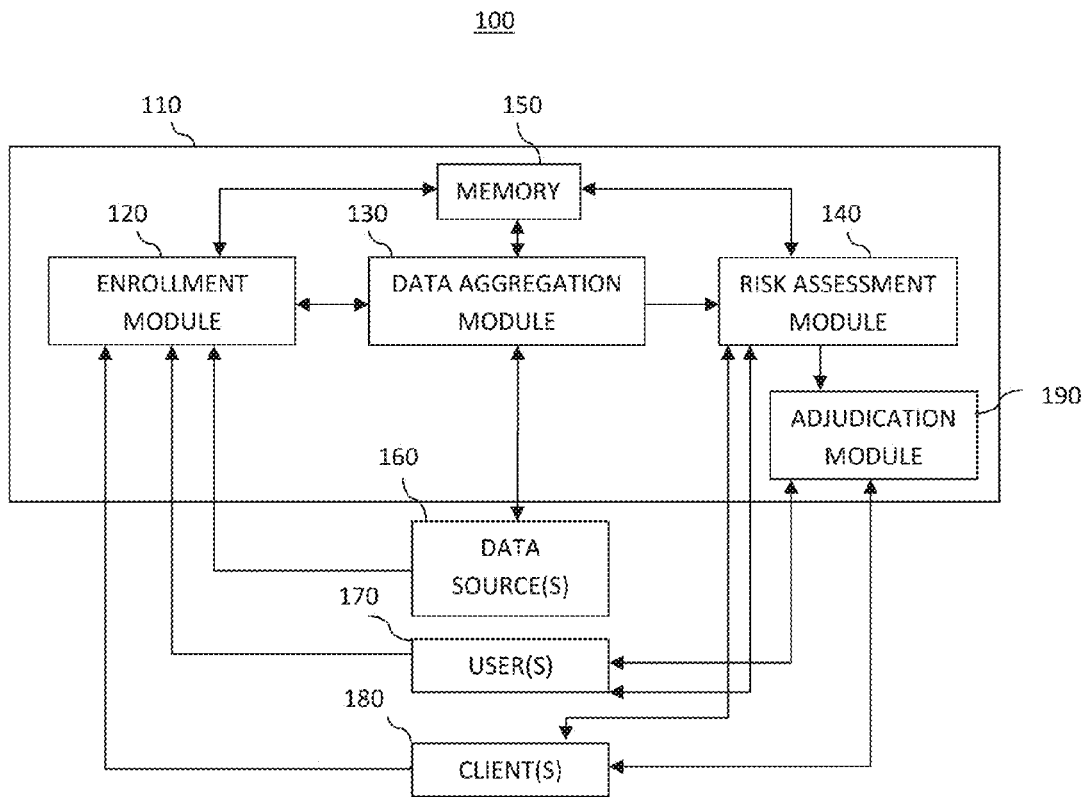 100
110
150
MEMORY
120
130
140
ENROLLMENT
MODULE
DATA AGGREGATION
MODULE
RISK ASSESSMENT
MODULE
190
ADJUDICATION
MODULE
160
DATA
SOURCE(S)
170
USER(S)
180
CLIENT(S)